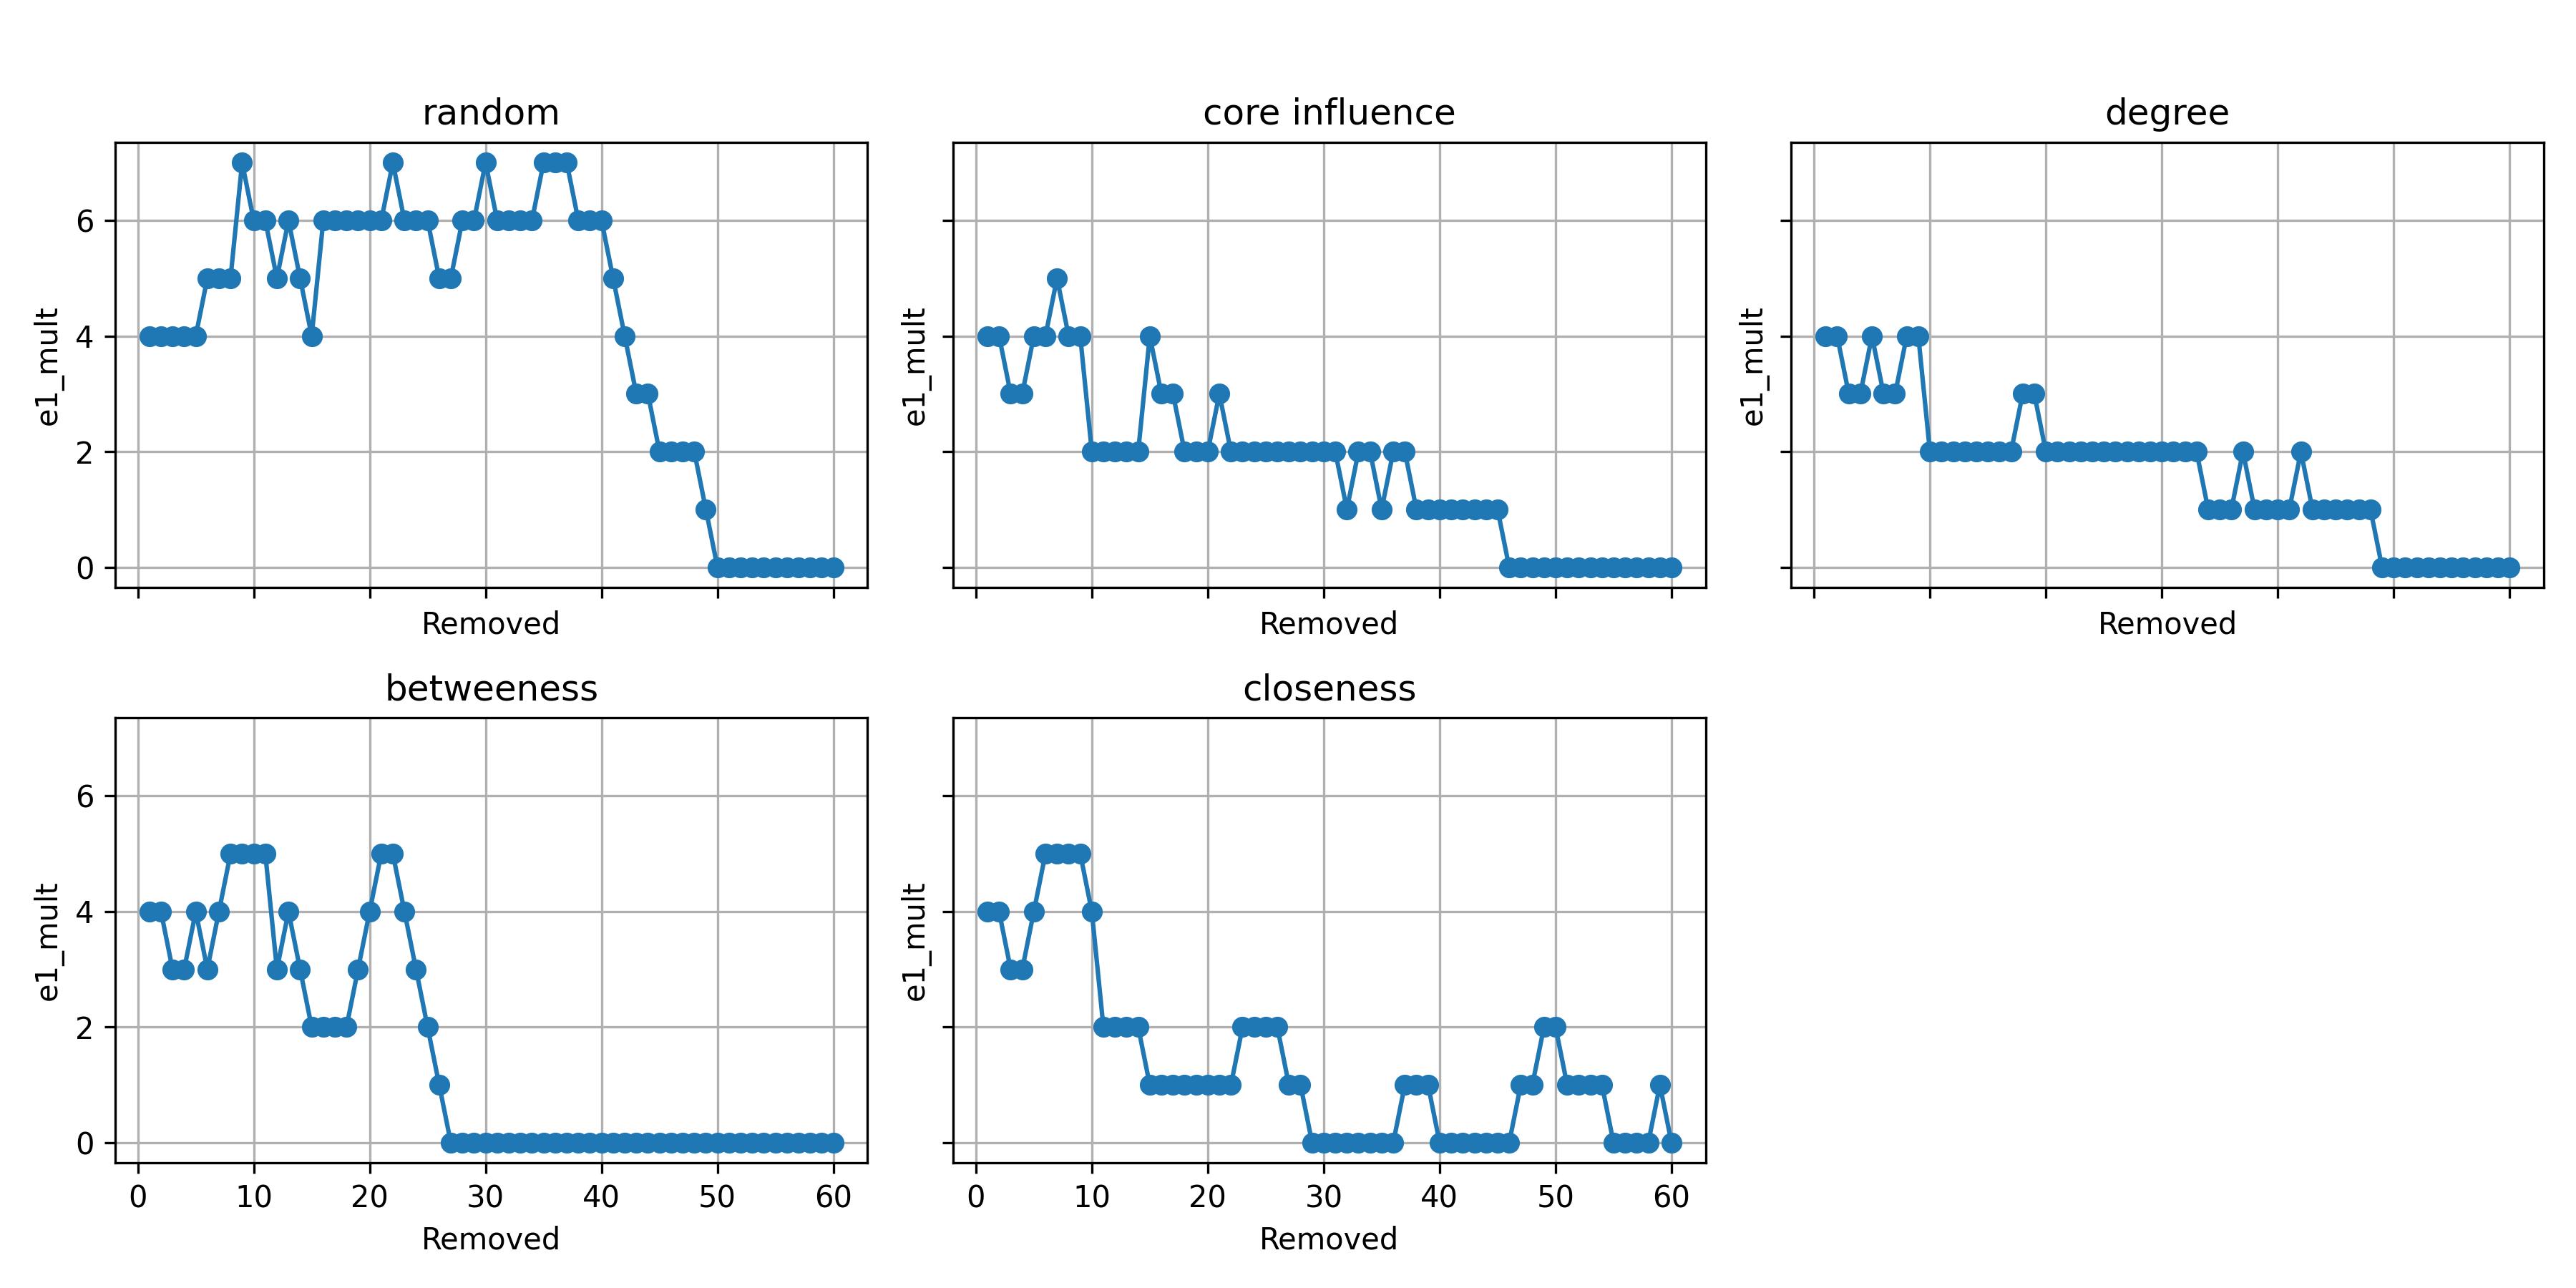 random
core influence
degree
e1_mult
6
4
2
0
e1_mult
e1_mult
Removed
Removed
Removed
betweeness
closeness
e1_mult
6
4
2
0
e1_mult
0 10 20 30 40 50 60
0 10 20 30 40 50 60
Removed
Removed